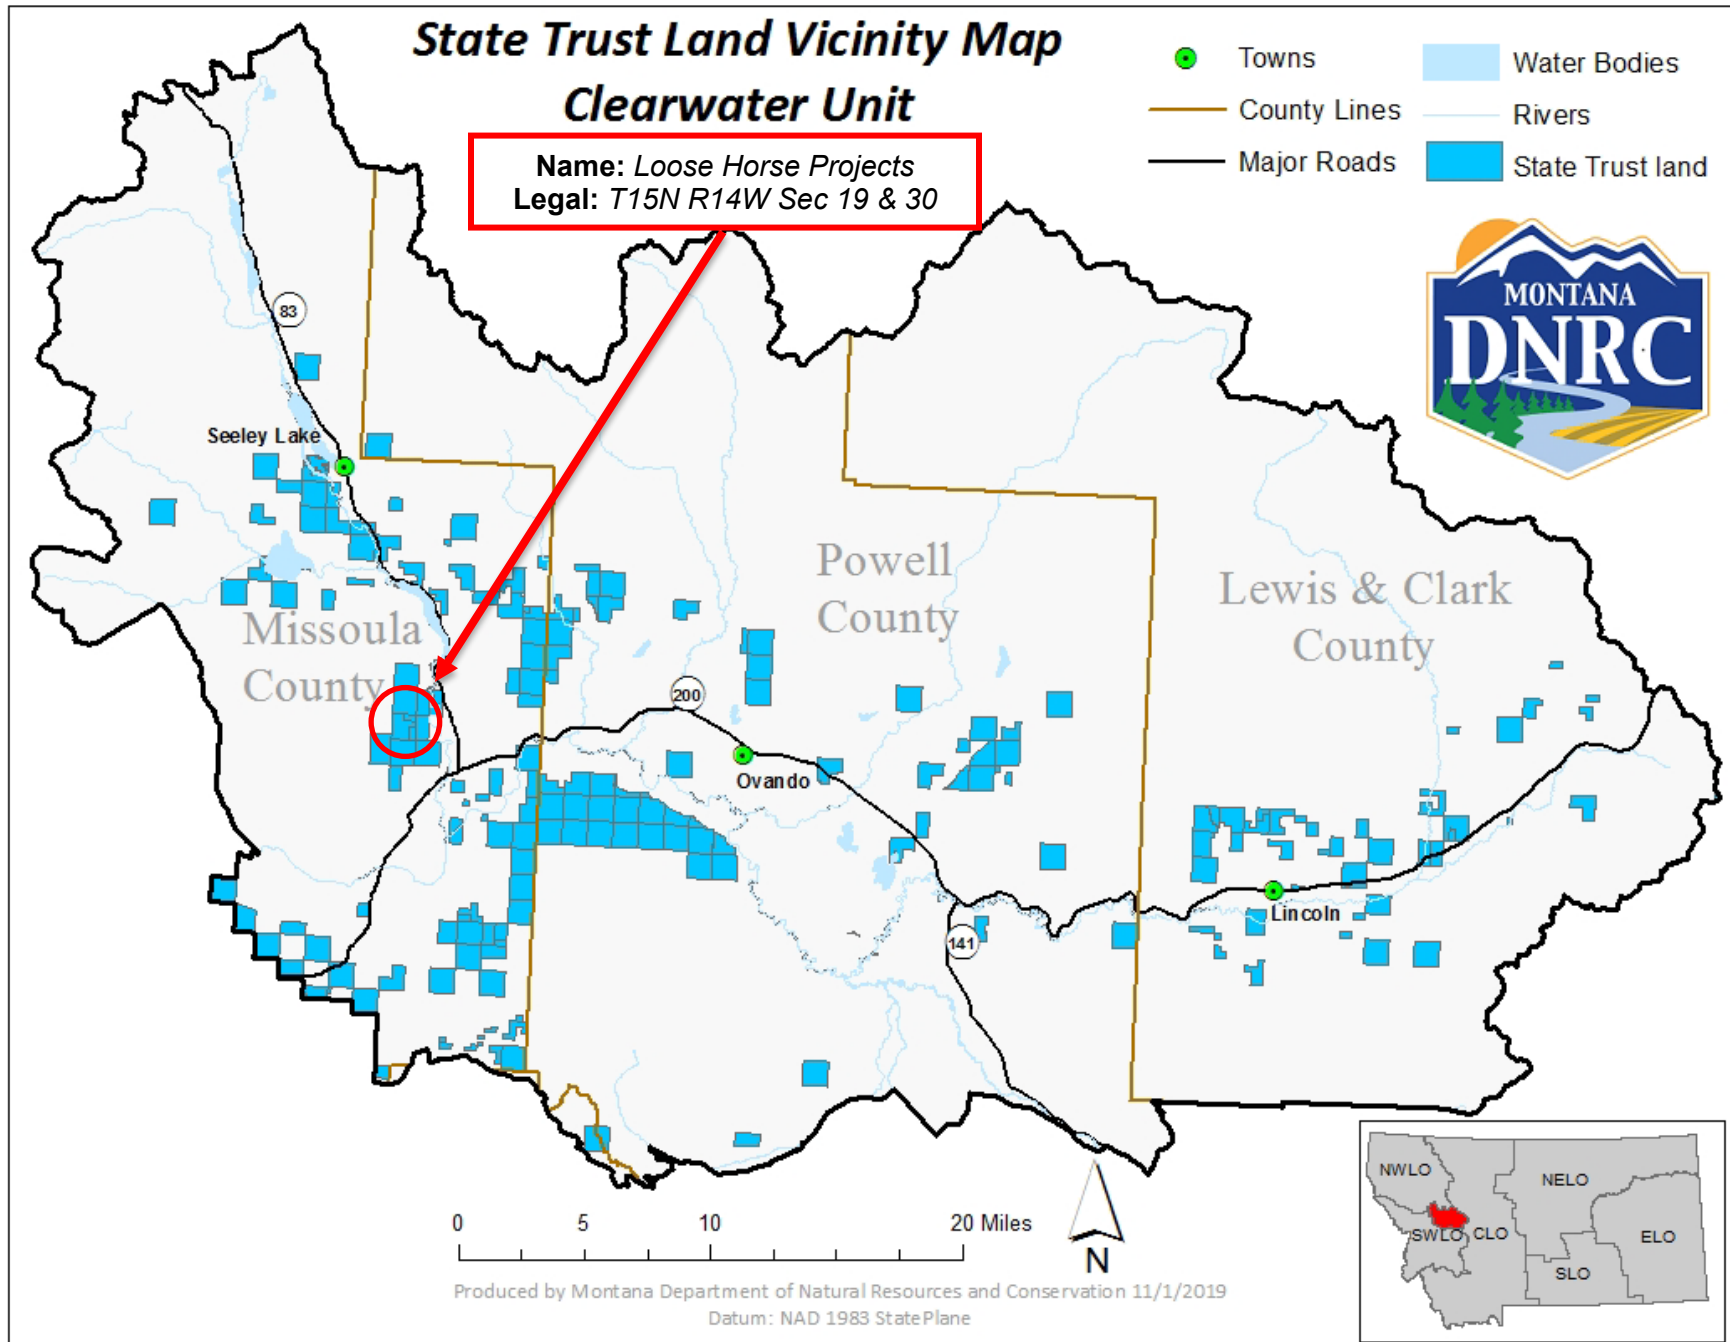 State Trust Land Vicinity Map
Clearwater Unit
Name: Loose Horse Projects
Legal: T15N R14W Sec 19 & 30
Towns
County Lines
Major Roads
Water Bodies
Rivers
State Trust land
MONTANA
DNRC
83
Seeley Lake
Missoula
County
Powell
County
Lewis & Clark
County
200
Ovando
Lincoln
141
0 5 10 20 Miles
N
Produced by Montana Department of Natural Resources and Conservation 11/1/2019
Datum: NAD 1983 StatePlane
NWLO
NELO
SWLO
CLO
ELO
SLO